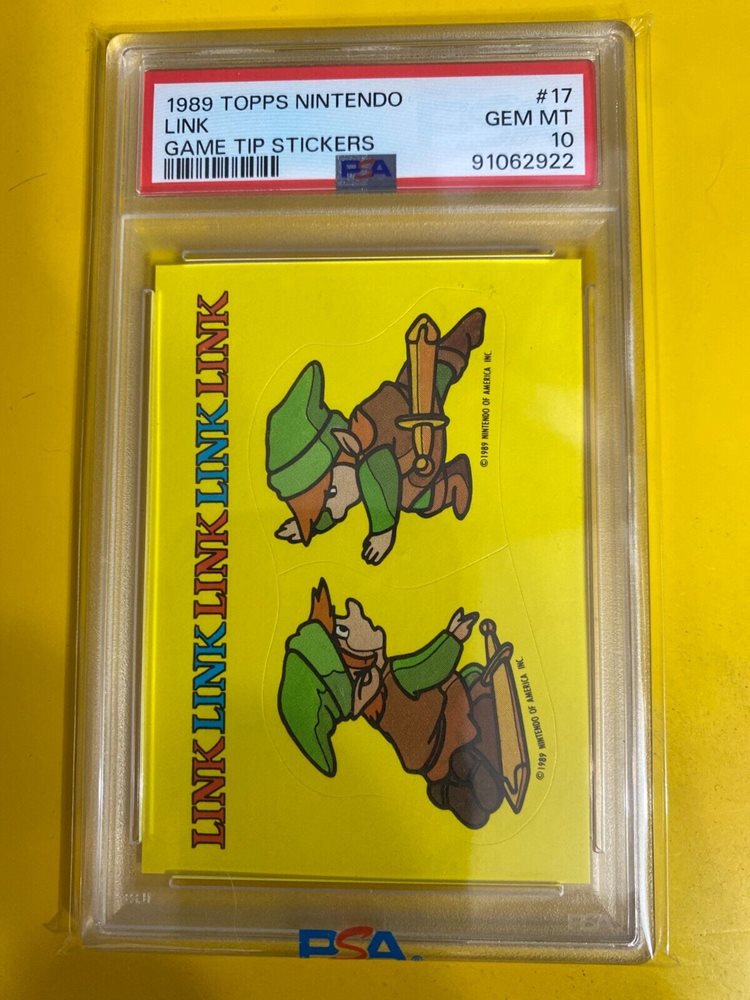 1989 TOPPS NINTENDO #17
LINK GEM MT
GAME TIP STICKERS 10
PSA 91062922
LINK LINK LINK LINK LINK
©1989 NINTENDO OF AMERICA INC.
©1989 NINTENDO OF AMERICA INC.
PSA